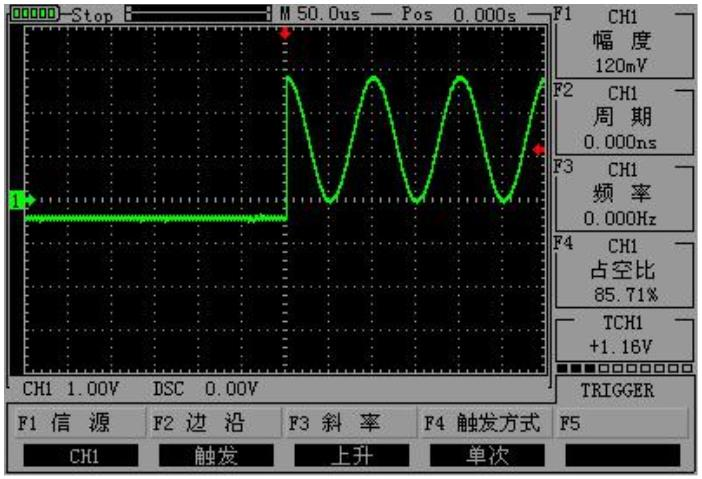 Stop M 50.0us — Pos 0.000s
F1 CH1
幅 度
120mV
F2 CH1
周 期
0.000ns
F3 CH1
频 率
0.000Hz
F4 CH1
占空比
85.71%
TCH1
+1.16V
1
CH1 1.00V DSC 0.00V
TRIGGER
F1 信 源 F2 边 沿 F3 斜 率 F4 触发方式 F5
CH1 触发 上升 单次